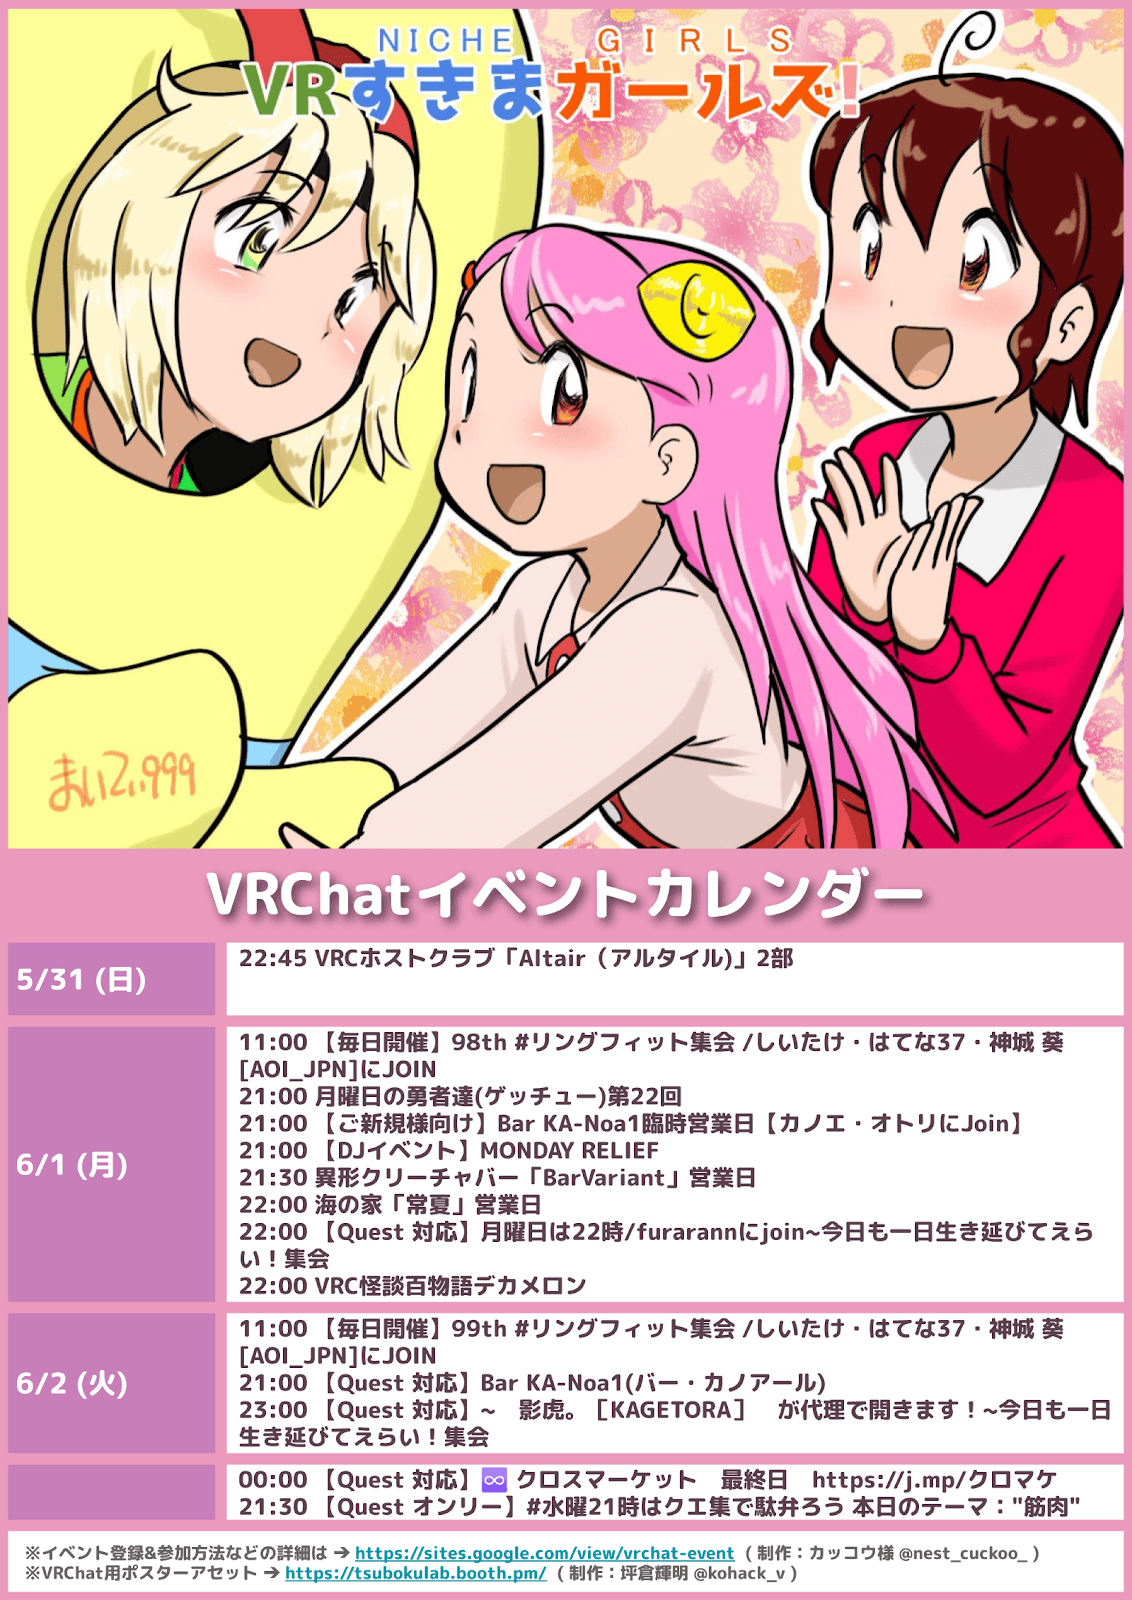 NICHE GIRLS
VRすきまガールズ!
まいてぃ999
VRChatイベントカレンダー
5/31 (日)
22:45 VRCホストクラブ「Altair（アルタイル)」2部
6/1 (月)
11:00 【毎日開催】98th #リングフィット集会 /しいたけ・はてな37・神城 葵
[AOI_JPN]にJOIN
21:00 月曜日の勇者達(ゲッチュー)第22回
21:00 【ご新規様向け】Bar KA-Noa1臨時営業日【カノエ・オトリにJoin】
21:00 【DJイベント】MONDAY RELIEF
21:30 異形クリーチャバー「BarVariant」営業日
22:00 海の家「常夏」営業日
22:00 【Quest 対応】月曜日は22時/furarannにjoin~今日も一日生き延びてえら
い！集会
22:00 VRC怪談百物語デカメロン
6/2 (火)
11:00 【毎日開催】99th #リングフィット集会 /しいたけ・はてな37・神城 葵
[AOI_JPN]にJOIN
21:00 【Quest 対応】Bar KA-Noa1(バー・カノアール)
23:00 【Quest 対応】~　影虎。［KAGETORA］　が代理で開きます！~今日も一日
生き延びてえらい！集会
00:00 【Quest 対応】♾ クロスマーケット　最終日　https://j.mp/クロマケ
21:30 【Quest オンリー】#水曜21時はクエ集で駄弁ろう 本日のテーマ："筋肉"
※イベント登録&参加方法などの詳細は → https://sites.google.com/view/vrchat-event ( 制作：カッコウ様 @nest_cuckoo_ )
※VRChat用ポスターアセット → https://tsubokulab.booth.pm/ ( 制作：坪倉輝明 @kohack_v )